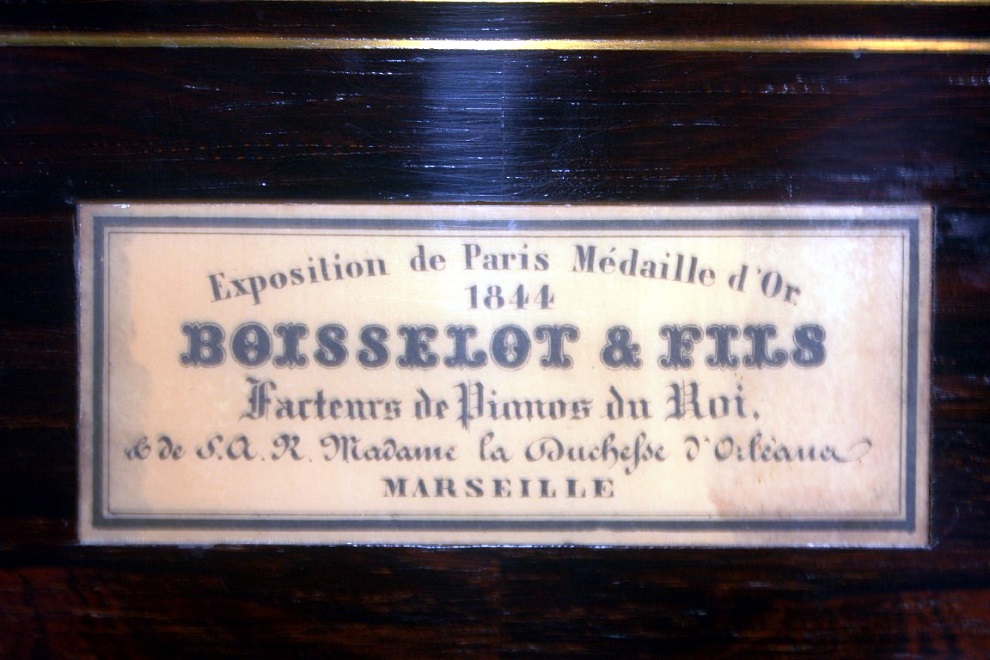 Exposition de Paris Médaille d'Or
1844
BOISSELOT & FILS
Facteurs de Pianos du Roi,
& de S.A.R. Madame la Duchesse d'Orléans
MARSEILLE